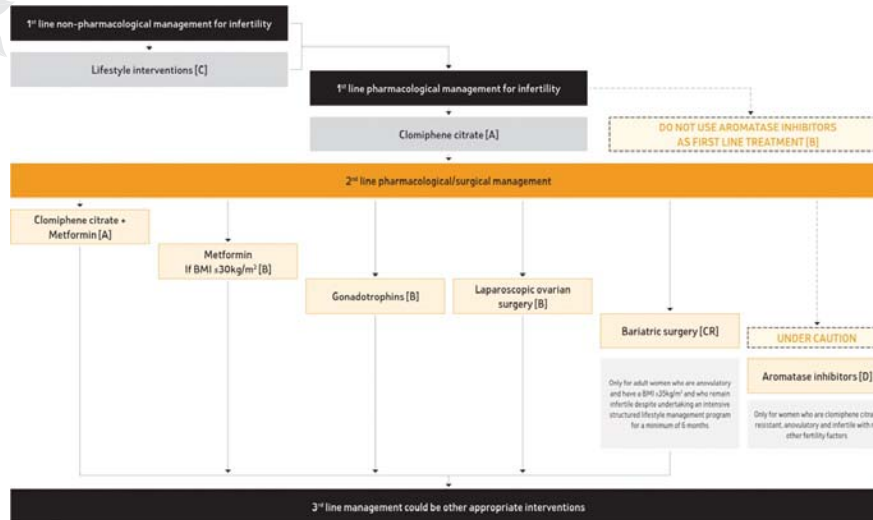 1st line non-pharmacological management for infertility
Lifestyle interventions [C]
1st line pharmacological management for infertility
Clomiphene citrate [A]
DO NOT USE AROMATASE INHIBITORS
AS FIRST LINE TREATMENT [B]
2nd line pharmacological/surgical management
Clomiphene citrate +
Metformin [A]
Metformin
If BMI ≤30kg/m² [B]
Gonadotrophins [B]
Laparoscopic ovarian
surgery [B]
Bariatric surgery [CR]
Only for adult women who are anovulatory
and have a BMI ≥35kg/m² and who remain
infertile despite undertaking an intensive
structured lifestyle management program
for a minimum of 6 months
UNDER CAUTION
Aromatase inhibitors [D]
Only for women who are clomiphene citra
resistant, anovulatory and infertile with
other fertility factors
3rd line management could be other appropriate interventions